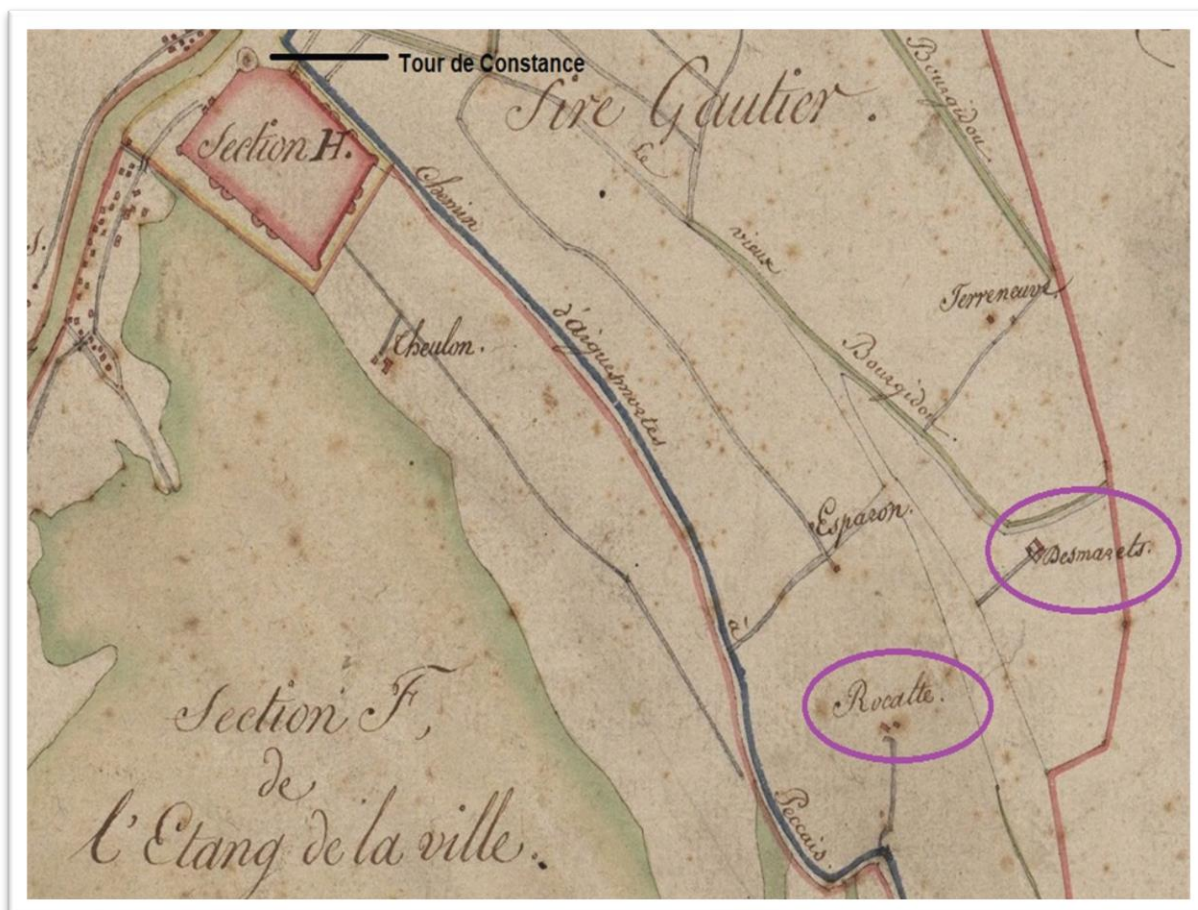 Tour de Constance
Sire Gautier.
Section H.
Chemin
d'aiguesmortes
à
Peccais.
Le
vieux
Bourgidou
Bourgidou
Terreneuve
Cheulon.
Esparon.
Desmarets.
Rocalte.
Section F,
de
l'Etang de la ville.